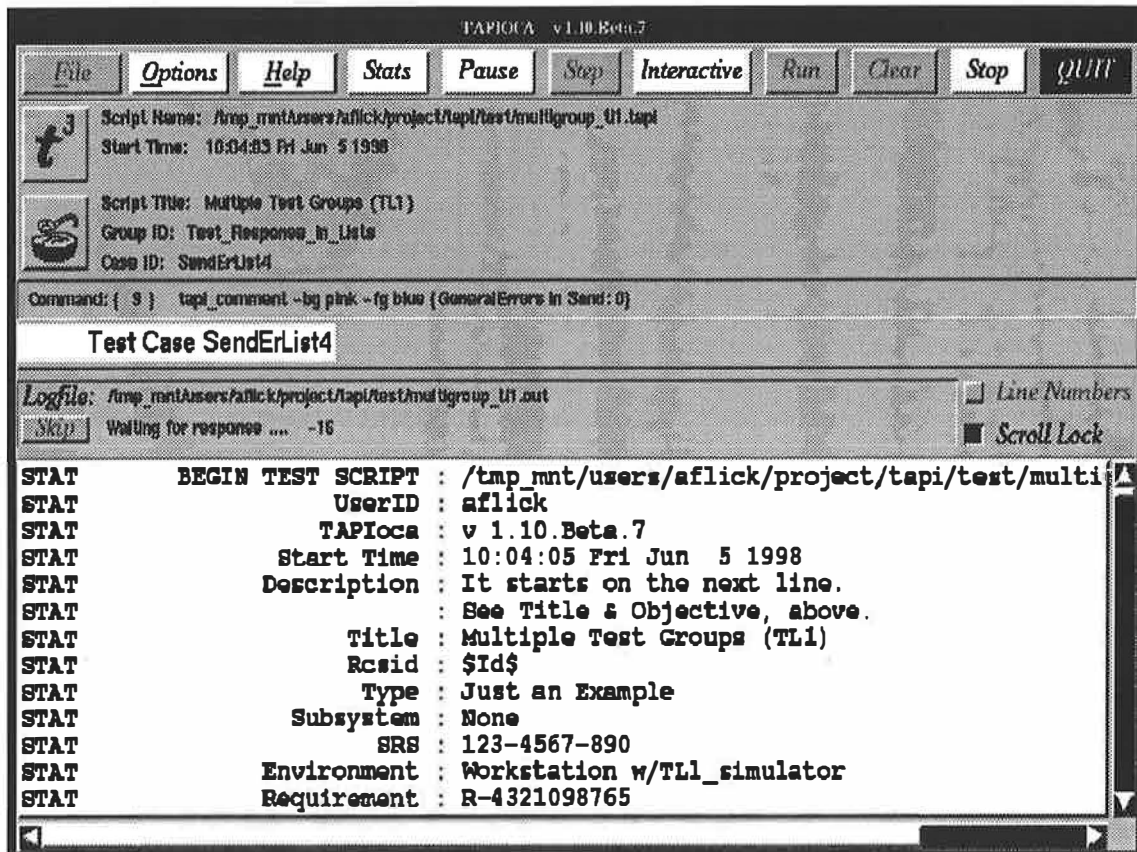 TAPIOCA v 1.10.Beta.7
File Options Help Stats Pause Step Interactive Run Clear Stop QUIT
Script Name: /tmp_mnt/users/aflick/project/tapi/test/multigroup_tl1.tapi
Start Time: 10:04:03 Fri Jun 5 1998
Script Title: Multiple Test Groups (TL1)
Group ID: Test_Response_in_Lists
Case ID: SendErList4
Command: { 9 } tapi_comment -bg pink -fg blue {GeneralErrors in Send: 0}
Test Case SendErList4
Logfile: /tmp_mnt/users/aflick/project/tapi/test/multigroup_tl1.out
Line Numbers
Skip Waiting for response .... -16
Scroll Lock
STAT BEGIN TEST SCRIPT : /tmp_mnt/users/aflick/project/tapi/test/multi
STAT UserID : aflick
STAT TAPIoca : v 1.10.Beta.7
STAT Start Time : 10:04:05 Fri Jun 5 1998
STAT Description : It starts on the next line.
STAT : See Title & Objective, above.
STAT Title : Multiple Test Groups (TL1)
STAT Rcsid : $Id$
STAT Type : Just an Example
STAT Subsystem : None
STAT SRS : 123-4567-890
STAT Environment : Workstation w/TL1_simulator
STAT Requirement : R-4321098765